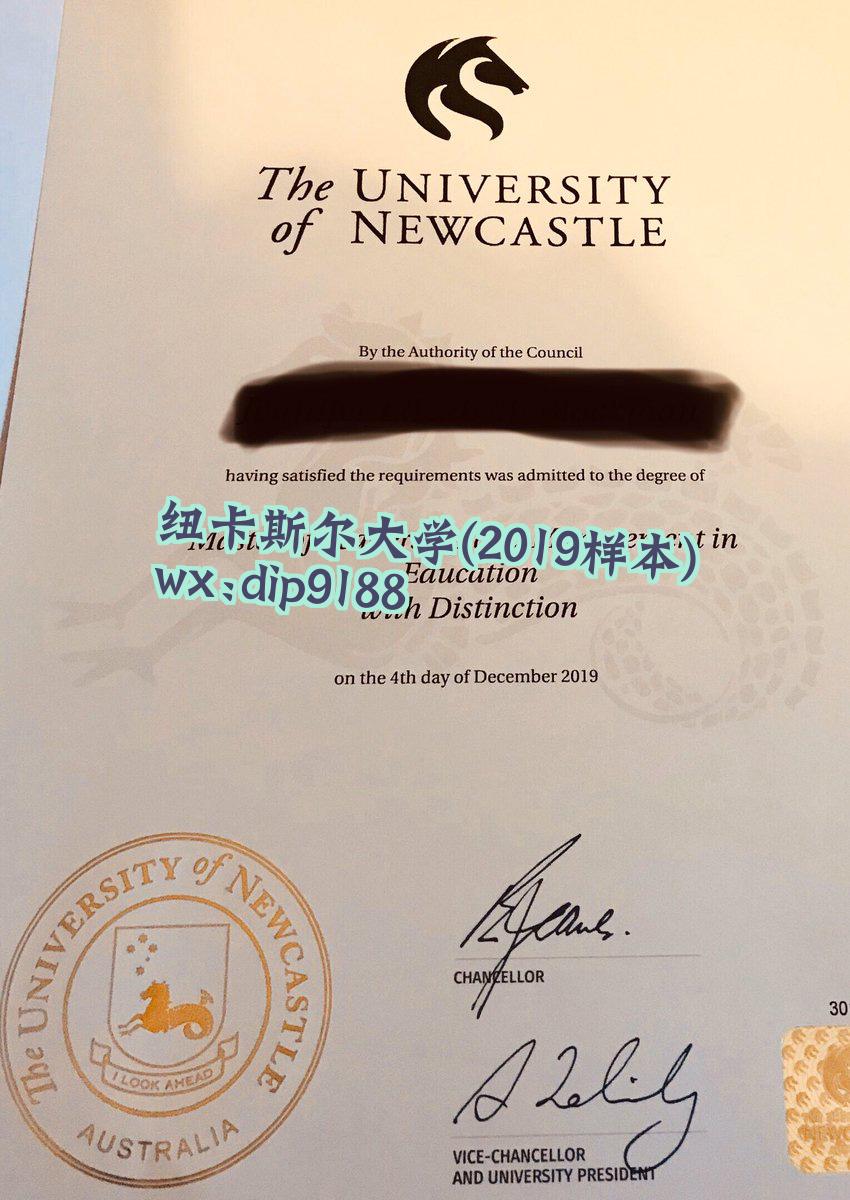 The UNIVERSITY
of NEWCASTLE
By the Authority of the Council
having satisfied the requirements was admitted to the degree of
纽卡斯尔大学(2019样本)
in
wx:dip9188
Education
with Distinction
on the 4th day of December 2019
The UNIVERSITY of NEWCASTLE
I LOOK AHEAD
AUSTRALIA
CHANCELLOR
30
VICE-CHANCELLOR
AND UNIVERSITY PRESIDENT